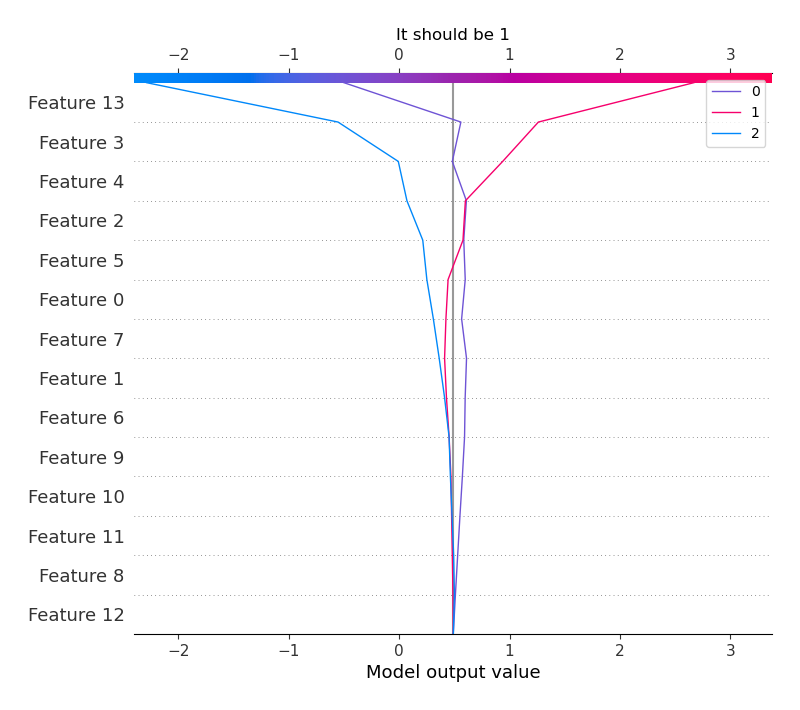 It should be 1
−2 −1 0 1 2 3
0
1
2
Feature 13
Feature 3
Feature 4
Feature 2
Feature 5
Feature 0
Feature 7
Feature 1
Feature 6
Feature 9
Feature 10
Feature 11
Feature 8
Feature 12
−2 −1 0 1 2 3
Model output value